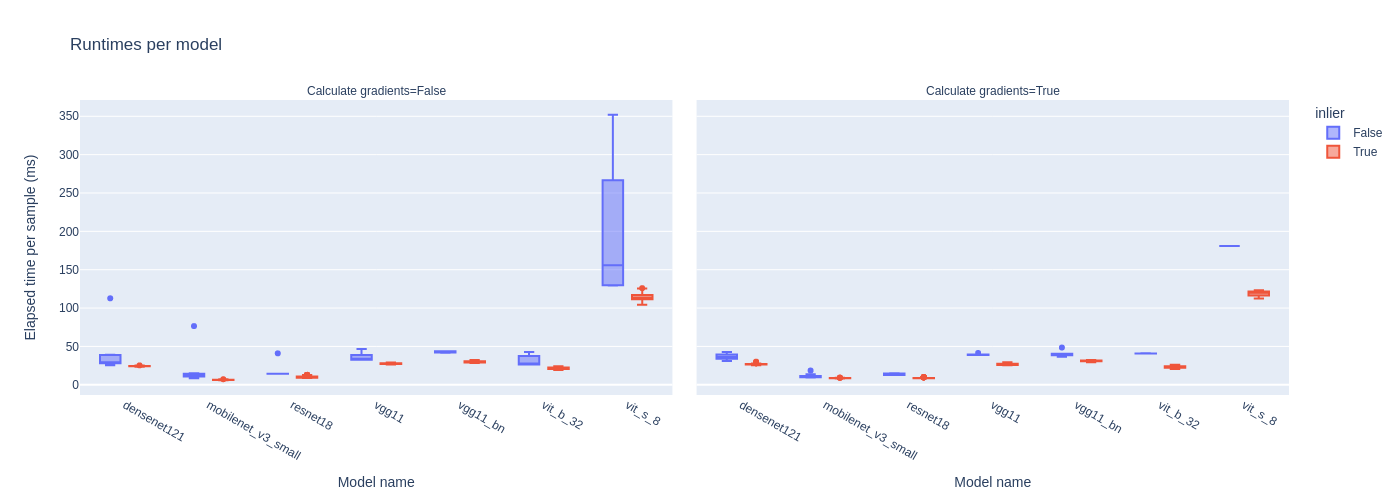 Runtimes per model
Calculate gradients=False
Calculate gradients=True
inlier
False
True
Elapsed time per sample (ms)
350
300
250
200
150
100
50
0
densenet121
mobilenet_v3_small
resnet18
vgg11
vgg11_bn
vit_b_32
vit_s_8
densenet121
mobilenet_v3_small
resnet18
vgg11
vgg11_bn
vit_b_32
vit_s_8
Model name
Model name